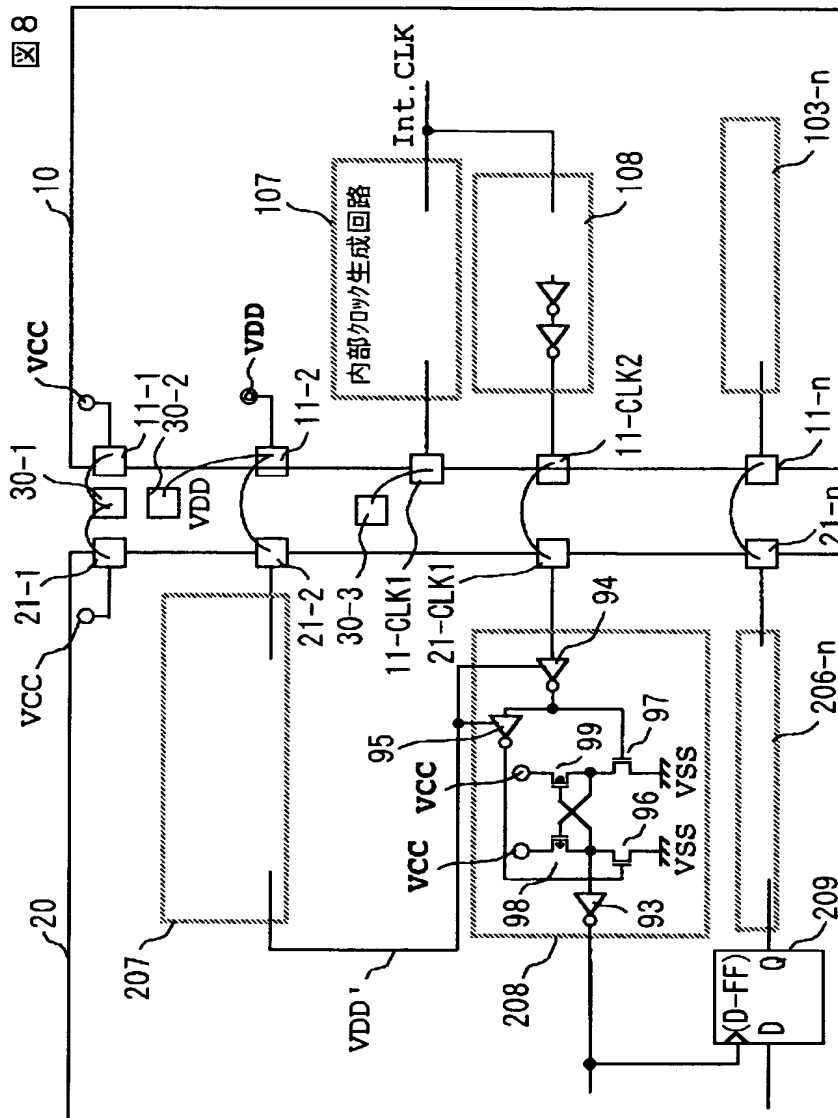 図8
10
VCC
11-1
30-2
30-1
21-1
VCC
20
VDD
VDD
11-2
21-2
207
VDD'
107
内部クロック生成回路
Int.CLK
30-3
11-CLK1
21-CLK1
108
11-CLK2
94
95
VCC
99
97
VSS
VCC
98
96
VSS
93
208
103-n
11-n
21-n
206-n
209
(D-FF)
D
Q